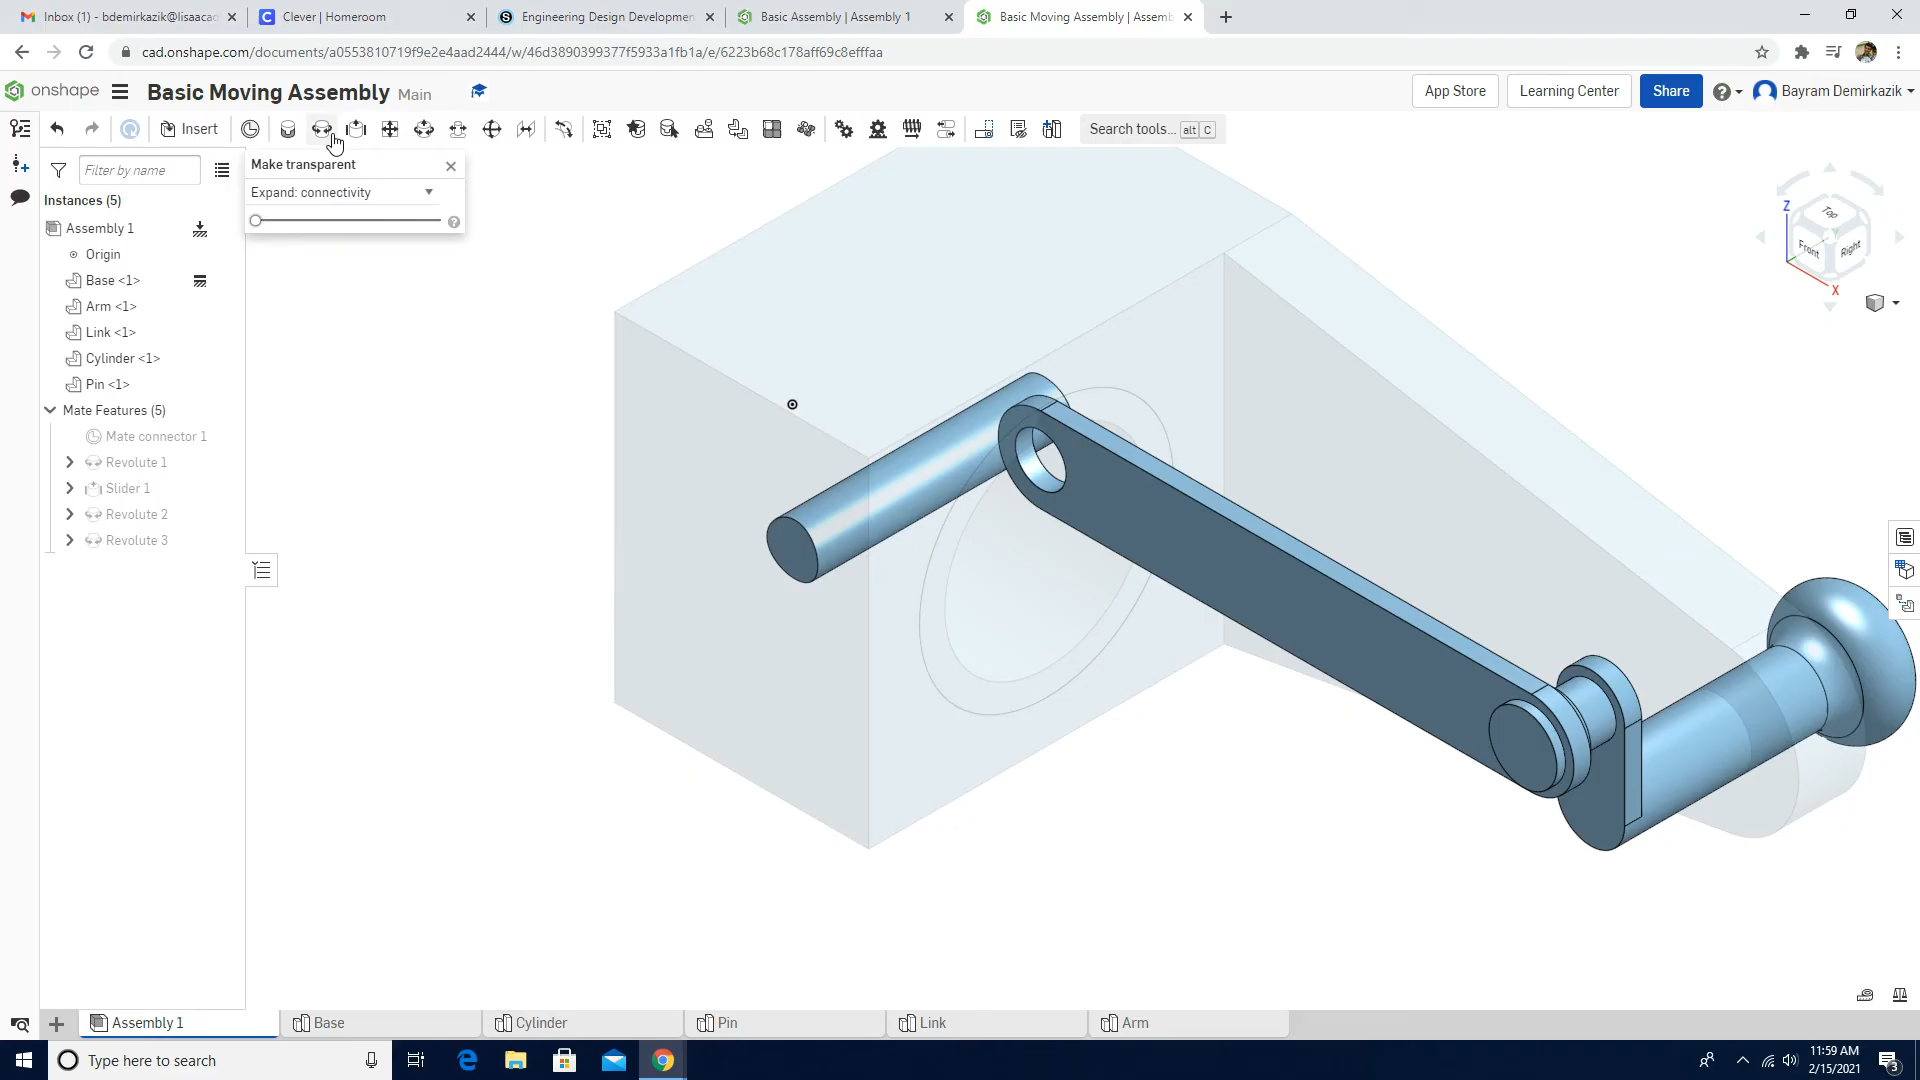 Inbox (1) - bdemirkazik@lisaacad
Clever | Homeroom
Engineering Design Developmen
Basic Assembly | Assembly 1
Basic Moving Assembly | Assemb
cad.onshape.com/documents/a0553810719f9e2e4aad2444/w/46d3890399377f5933a1fb1a/e/6223b68c178aff69c8efffaa
onshape
Basic Moving Assembly Main
App Store
Learning Center
Share
Bayram Demirkazik
Insert
Search tools... alt C
Make transparent
Filter by name
Expand: connectivity
Instances (5)
Assembly 1
Origin
Base <1>
Arm <1>
Link <1>
Cylinder <1>
Pin <1>
Mate Features (5)
Mate connector 1
Revolute 1
Slider 1
Revolute 2
Revolute 3
Z
Top
Front
Right
X
Assembly 1
Base
Cylinder
Pin
Link
Arm
Type here to search
11:59 AM
2/15/2021
3